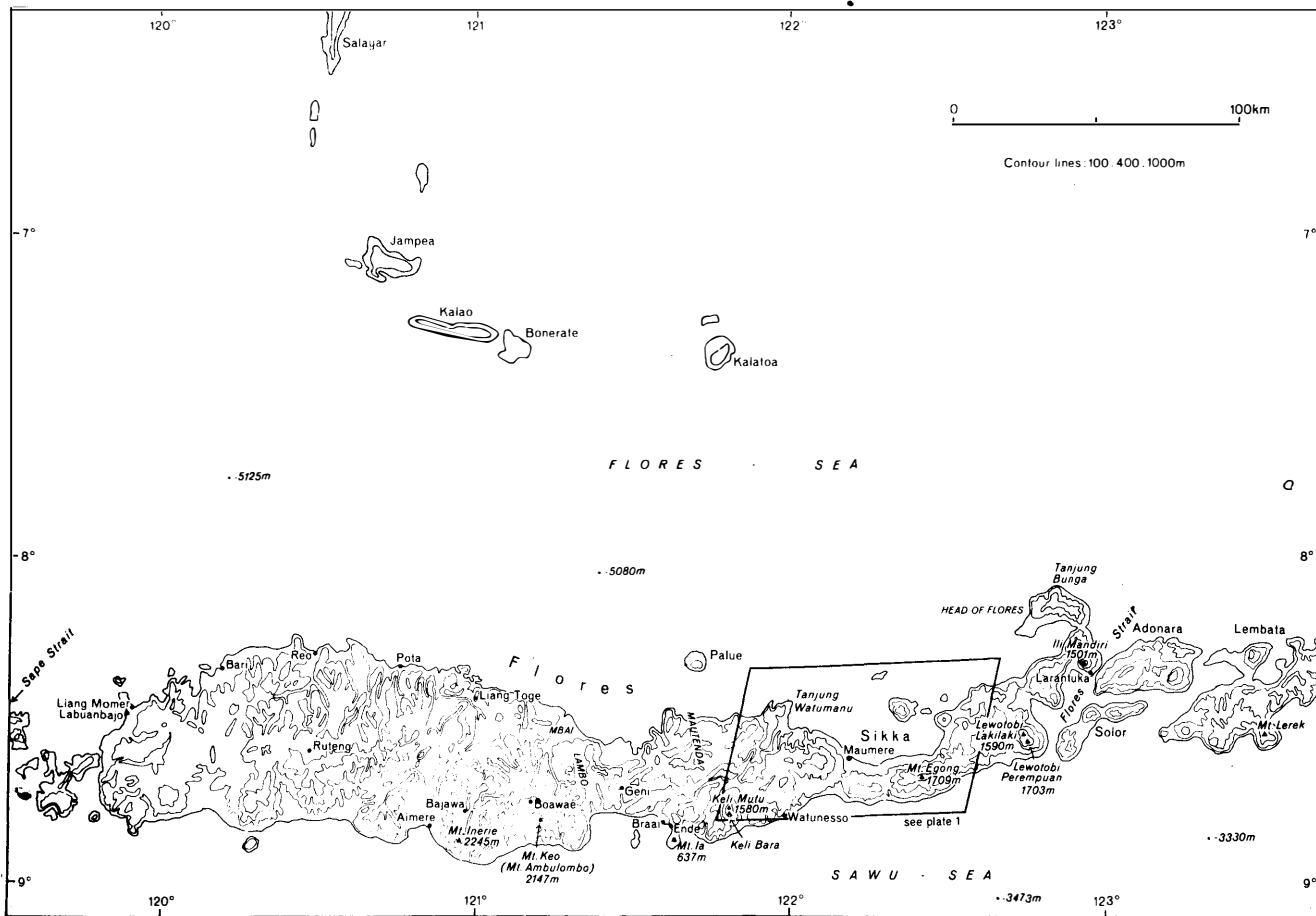 120°
121
122
123°
Salayar
0
100km
Contour lines: 100. 400. 1000m
7°
7°
Jampea
Kalao
Bonerate
Kalatoa
FLORES - SEA
5125m
8°
8°
5080m
Tanjung
Bunga
HEAD OF FLORES
Strait
Adonara
Lembata
Ili Mandiri
1501m
Sape Strait
Reo
Bari
Pota
Flores
Palue
Larantuka
Liang Momer
Labuanbajo
Liang Toge
Tanjung
Watumanu
Flores
Solor
MBAI
MAUTENDA
Sikka
Lewotobi
Lakilaki
1590m
Mt. Lerek
Ruteng
LAMBO
Maumere
Lewotobi
Perempuan
1703m
Mt. Egong
1709m
Geni
Bajawa
Boawae
Keli Mutu
1580m
Aimere
Braai
Ende
Watunesso
see plate 1
Mt. Inerie
2245m
Mt. Ia
637m
Keli Bara
3330m
Mt. Keo
(Mt. Ambulombo)
2147m
SAWU - SEA
9°
9°
3473m
120°
121°
122°
123°